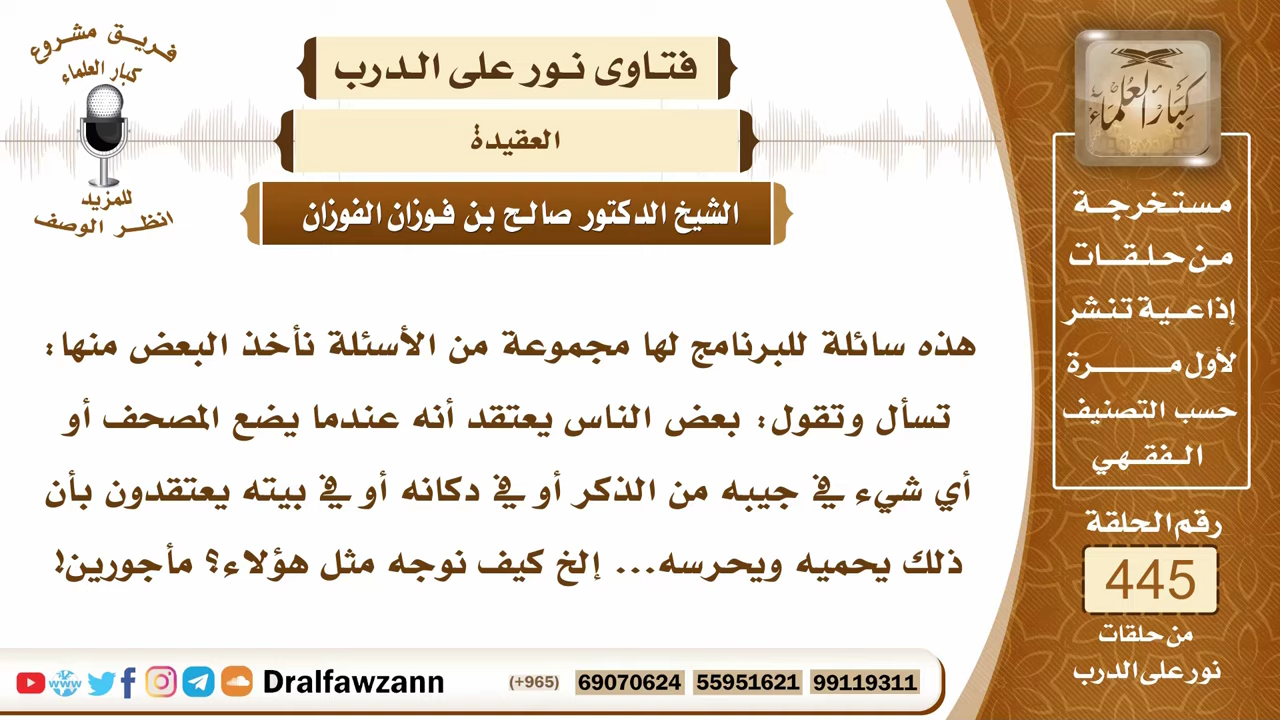 فريق مشروع
كبار العلماء
للمزيد
انظر الوصف
فتاوى نور على الدرب
العقيدة
الشيخ الدكتور صالح بن فوزان الفوزان
هذه سائلة للبرنامج لها مجموعة من الأسئلة نأخذ البعض منها:
تسأل وتقول: بعض الناس يعتقد أنه عندما يضع المصحف أو
أي شيء في جيبه من الذكر أو في دكانه أو في بيته يعتقدون بأن
ذلك يحميه ويحرسه... إلخ كيف نوجه مثل هؤلاء؟ مأجورين!
كِبَارُ العُلَمَاء
مستخرجة
من حلقات
إذاعية تنشر
لأول مرة
حسب التصنيف
الفقهي
رقم الحلقة
445
من حلقات
نور على الدرب
www Dralfawzann (+965) 69070624 55951621 99119311